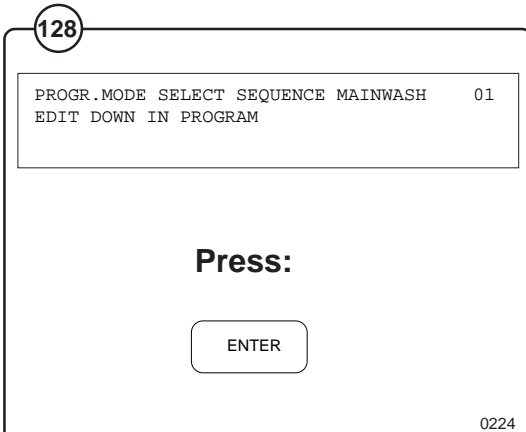 128
PROGR.MODE SELECT SEQUENCE MAINWASH 01
EDIT DOWN IN PROGRAM
Press:
ENTER
0224